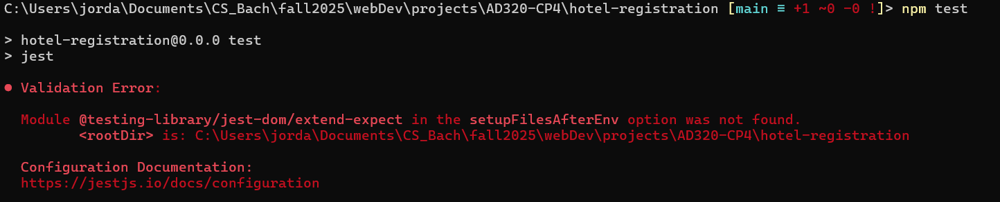 C:\Users\jorda\Documents\CS_Bach\fall2025\webDev\projects\AD320-CP4\hotel-registration [main ≡ +1 ~0 -0 !]> npm test
> hotel-registration@0.0.0 test
> jest
● Validation Error:
Module @testing-library/jest-dom/extend-expect in the setupFilesAfterEnv option was not found.
<rootDir> is: C:\Users\jorda\Documents\CS_Bach\fall2025\webDev\projects\AD320-CP4\hotel-registration
Configuration Documentation:
https://jestjs.io/docs/configuration